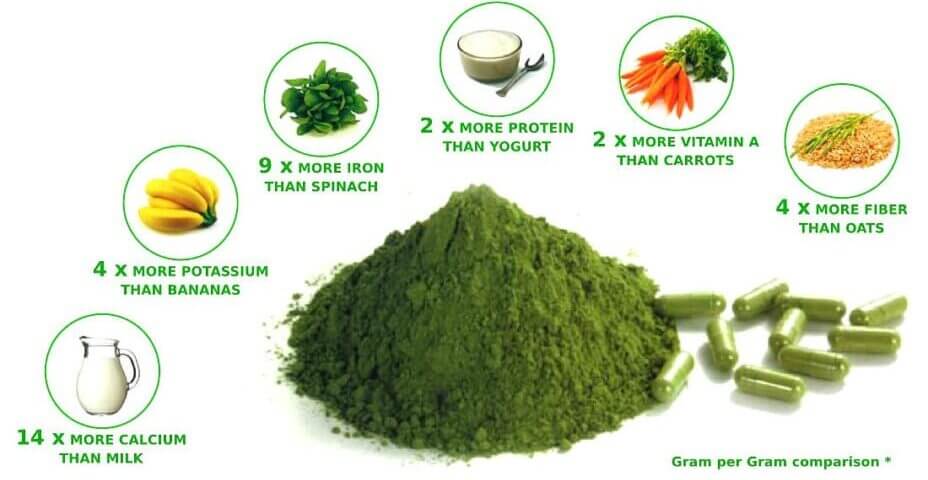 2 x MORE PROTEIN
THAN YOGURT
2 x MORE VITAMIN A
THAN CARROTS
9 x MORE IRON
THAN SPINACH
4 x MORE FIBER
THAN OATS
4 x MORE POTASSIUM
THAN BANANAS
14 x MORE CALCIUM
THAN MILK
Gram per Gram comparison *